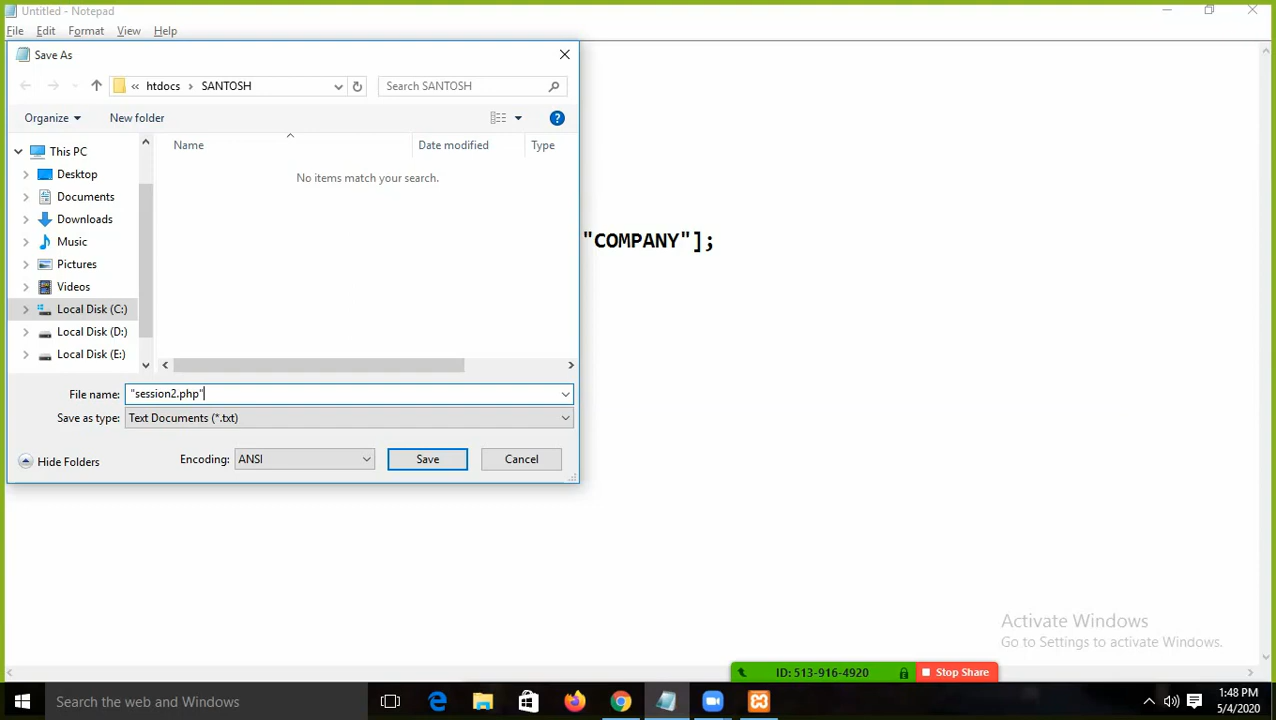 Untitled - Notepad
File Edit Format View Help
Save As
« htdocs › SANTOSH
Search SANTOSH
Organize New folder
Name Date modified Type
No items match your search.
This PC
Desktop
Documents
Downloads
Music
Pictures
Videos
Local Disk (C:)
Local Disk (D:)
Local Disk (E:)
"COMPANY"];
File name: "session2.php"
Save as type: Text Documents (*.txt)
Hide Folders Encoding: ANSI Save Cancel
Activate Windows
Go to Settings to activate Windows.
ID: 513-916-4920 Stop Share
Search the web and Windows
1:48 PM
5/4/2020